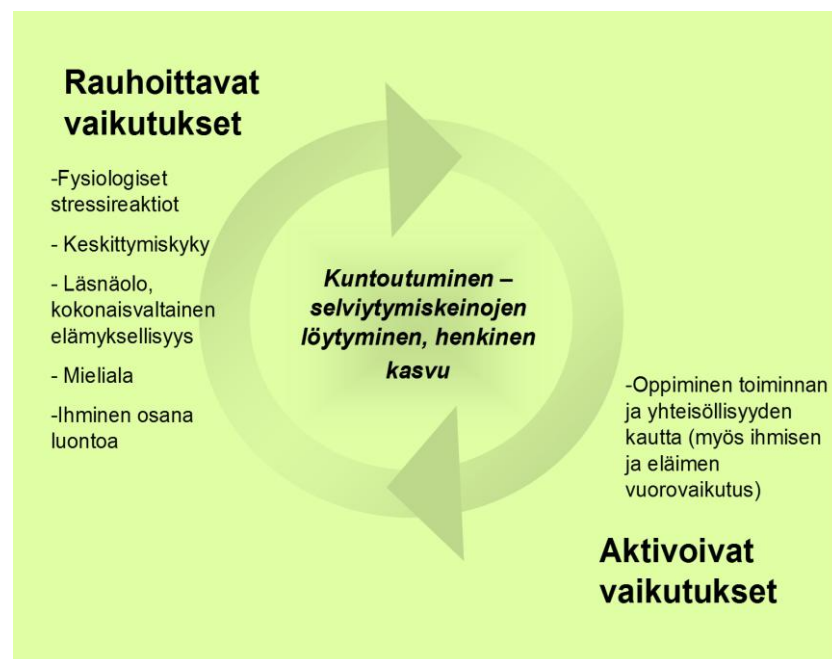 Rauhoittavat
vaikutukset
-Fysiologiset
stressireaktiot
- Keskittymiskyky
- Läsnäolo,
kokonaisvaltainen
elämyksellisyys
- Mieliala
-Ihminen osana
luontoa
Kuntoutuminen –
selviytymiskeinojen
löytyminen, henkinen
kasvu
-Oppiminen toiminnan
ja yhteisöllisyyden
kautta (myös ihmisen
ja eläimen
vuorovaikutus)
Aktivoivat
vaikutukset